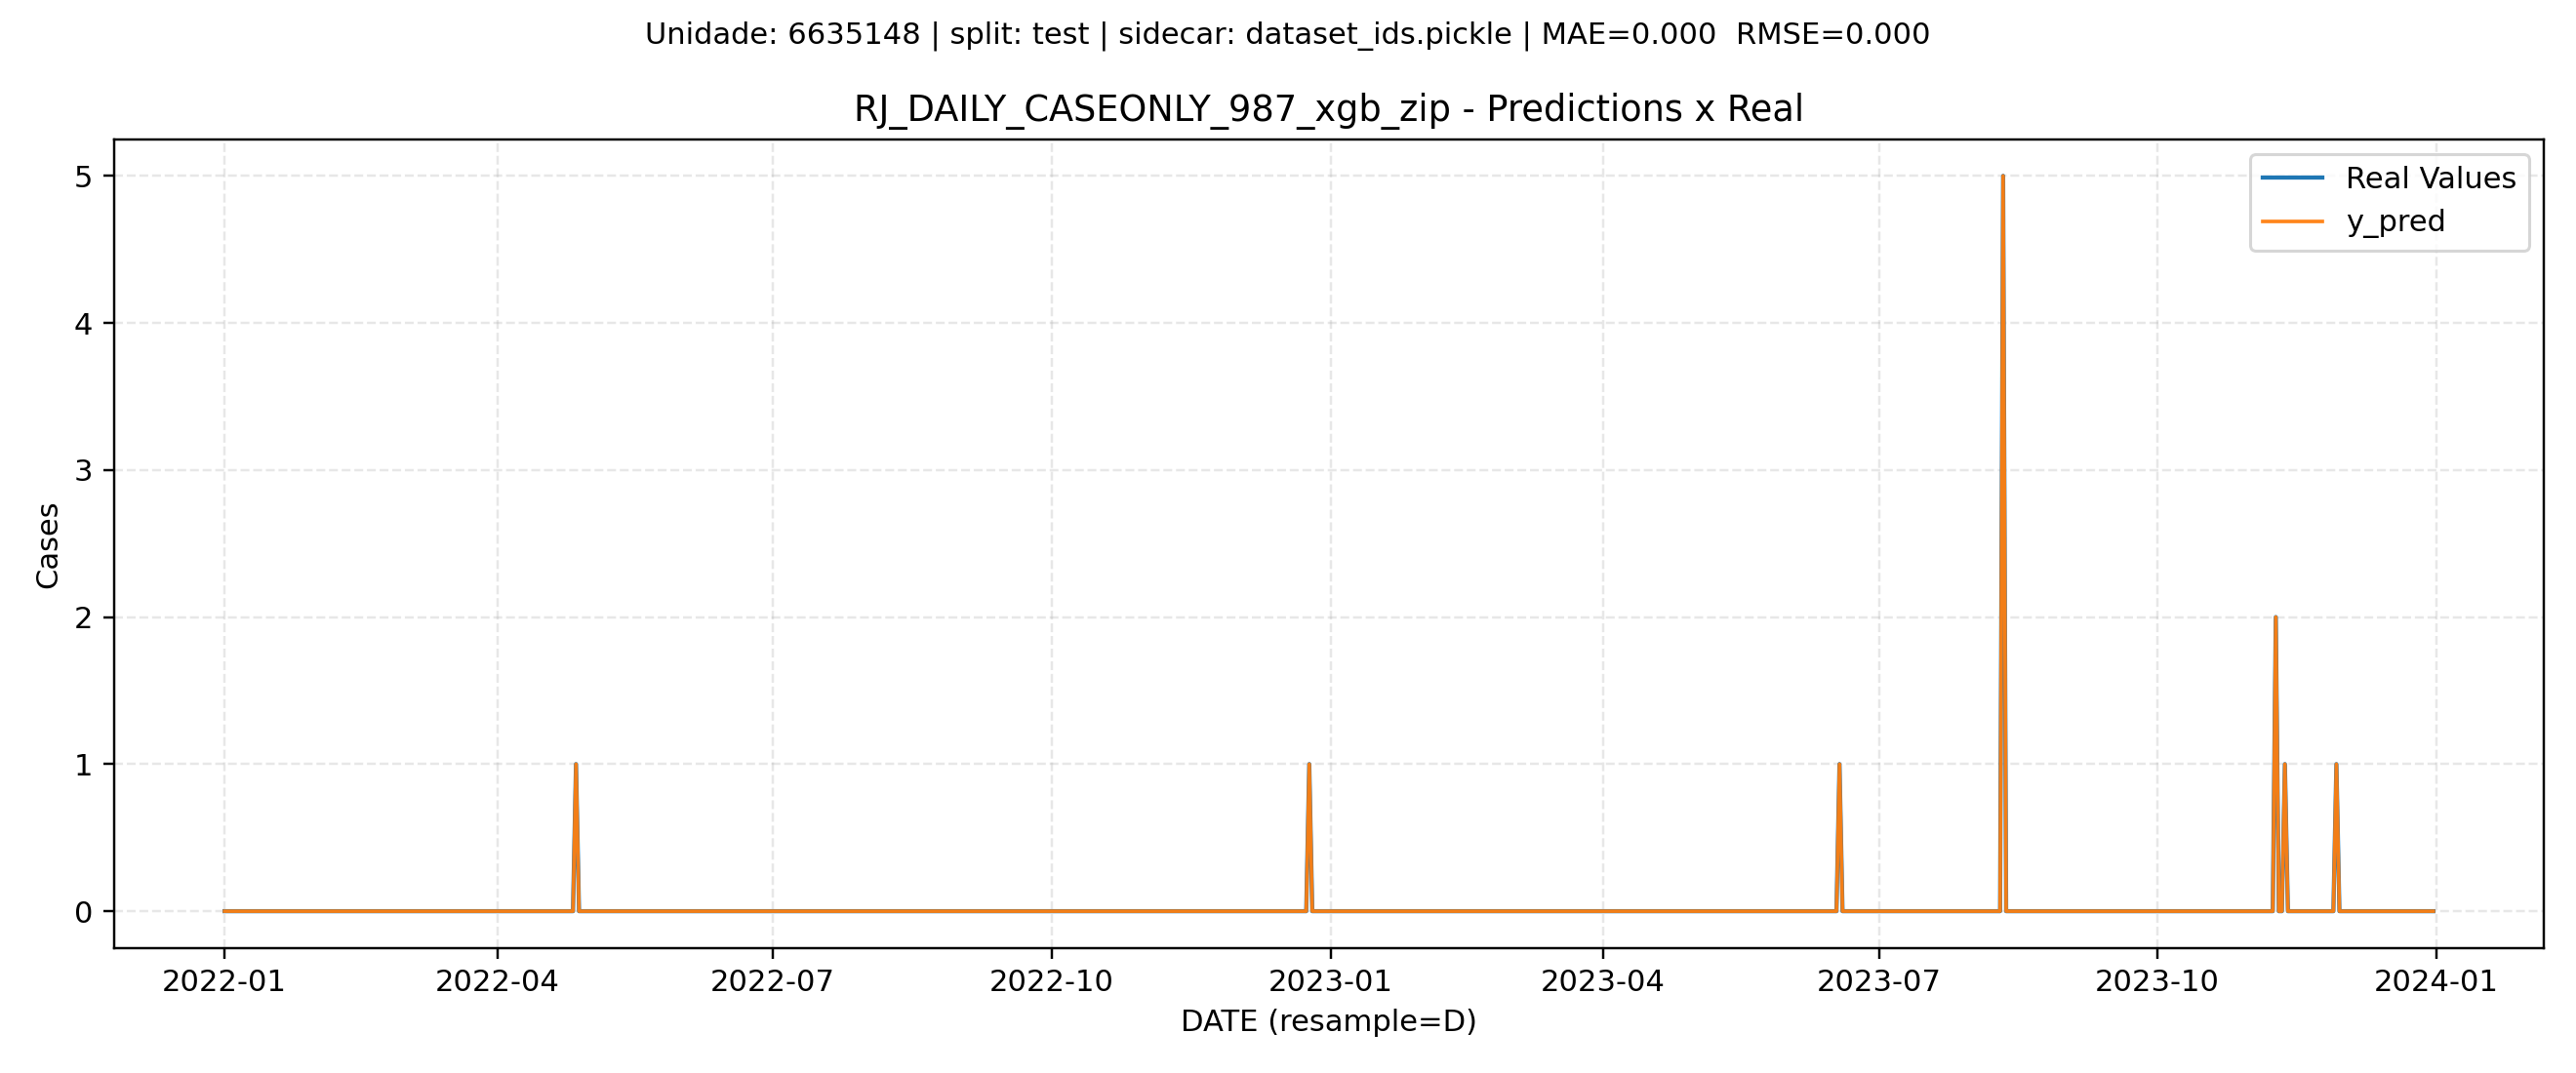 Unidade: 6635148 | split: test | sidecar: dataset_ids.pickle | MAE=0.000  RMSE=0.000
RJ_DAILY_CASEONLY_987_xgb_zip - Predictions x Real
Real Values
y_pred
5
4
3
2
1
0
Cases
2022-01 2022-04 2022-07 2022-10 2023-01 2023-04 2023-07 2023-10 2024-01
DATE (resample=D)